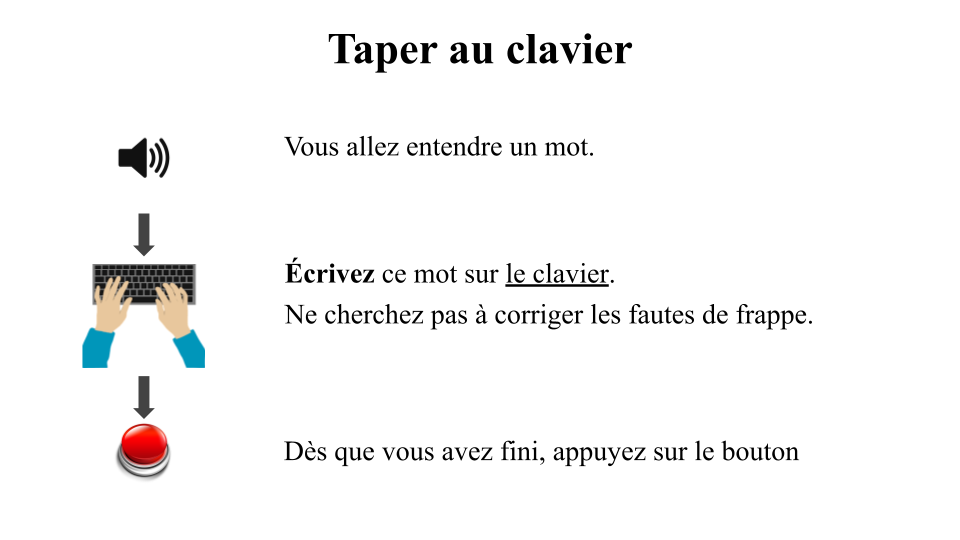 Taper au clavier
Vous allez entendre un mot.
Écrivez ce mot sur le clavier.
Ne cherchez pas à corriger les fautes de frappe.
Dès que vous avez fini, appuyez sur le bouton